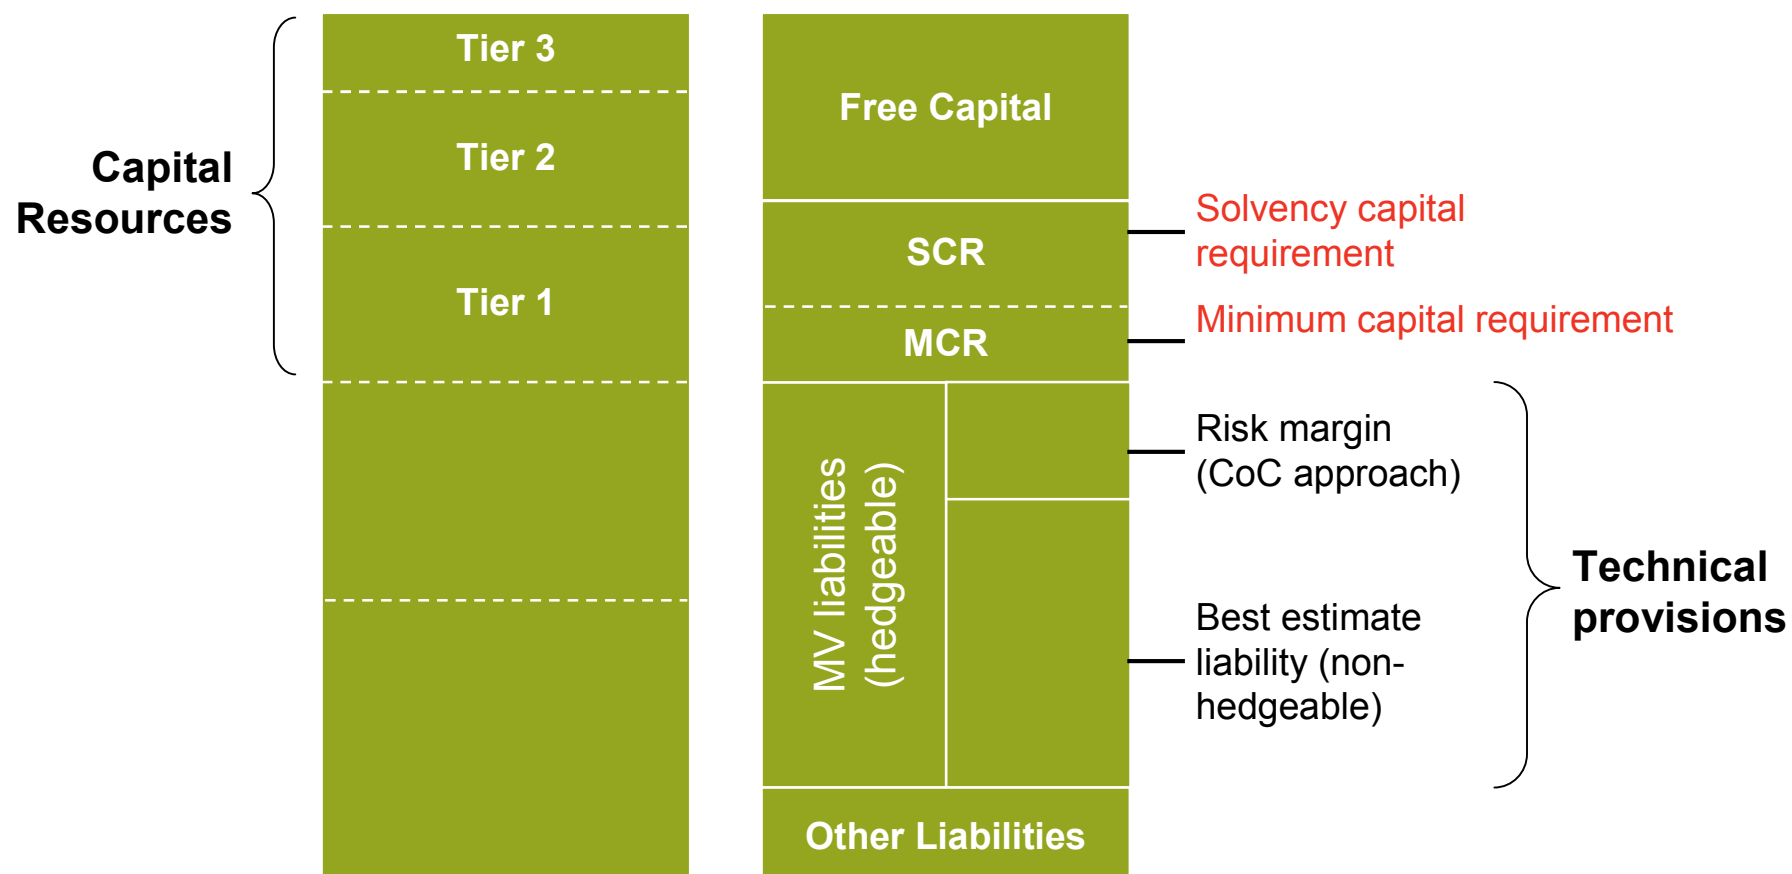 Capital
Resources
Tier 3
Tier 2
Tier 1
Free Capital
SCR
MCR
MV liabilities
(hedgeable)
Other Liabilities
Solvency capital
requirement
Minimum capital requirement
Risk margin
(CoC approach)
Best estimate
liability (non-
hedgeable)
Technical
provisions